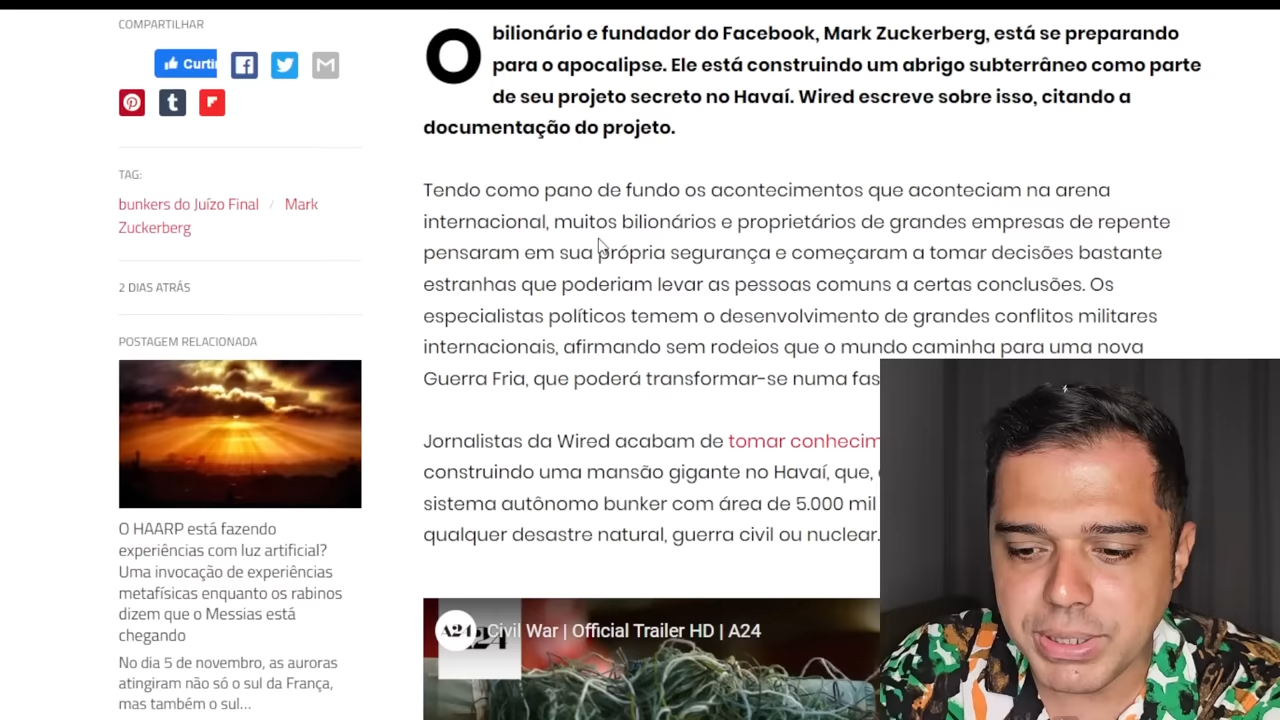 COMPARTILHAR
Curti
TAG:
bunkers do Juízo Final / Mark
Zuckerberg
2 DIAS ATRÁS
POSTAGEM RELACIONADA
O HAARP está fazendo
experiências com luz artificial?
Uma invocação de experiências
metafísicas enquanto os rabinos
dizem que o Messias está
chegando
No dia 5 de novembro, as auroras
atingiram não só o sul da França,
mas também o sul...
O bilionário e fundador do Facebook, Mark Zuckerberg, está se preparando
para o apocalipse. Ele está construindo um abrigo subterrâneo como parte
de seu projeto secreto no Havaí. Wired escreve sobre isso, citando a
documentação do projeto.
Tendo como pano de fundo os acontecimentos que aconteciam na arena
internacional, muitos bilionários e proprietários de grandes empresas de repente
pensaram em sua própria segurança e começaram a tomar decisões bastante
estranhas que poderiam levar as pessoas comuns a certas conclusões. Os
especialistas políticos temem o desenvolvimento de grandes conflitos militares
internacionais, afirmando sem rodeios que o mundo caminha para uma nova
Guerra Fria, que poderá transformar-se numa fas
Jornalistas da Wired acabam de tomar conhecim
construindo uma mansão gigante no Havaí, que,
sistema autônomo bunker com área de 5.000 mil
qualquer desastre natural, guerra civil ou nuclear.
A24 Civil War | Official Trailer HD | A24